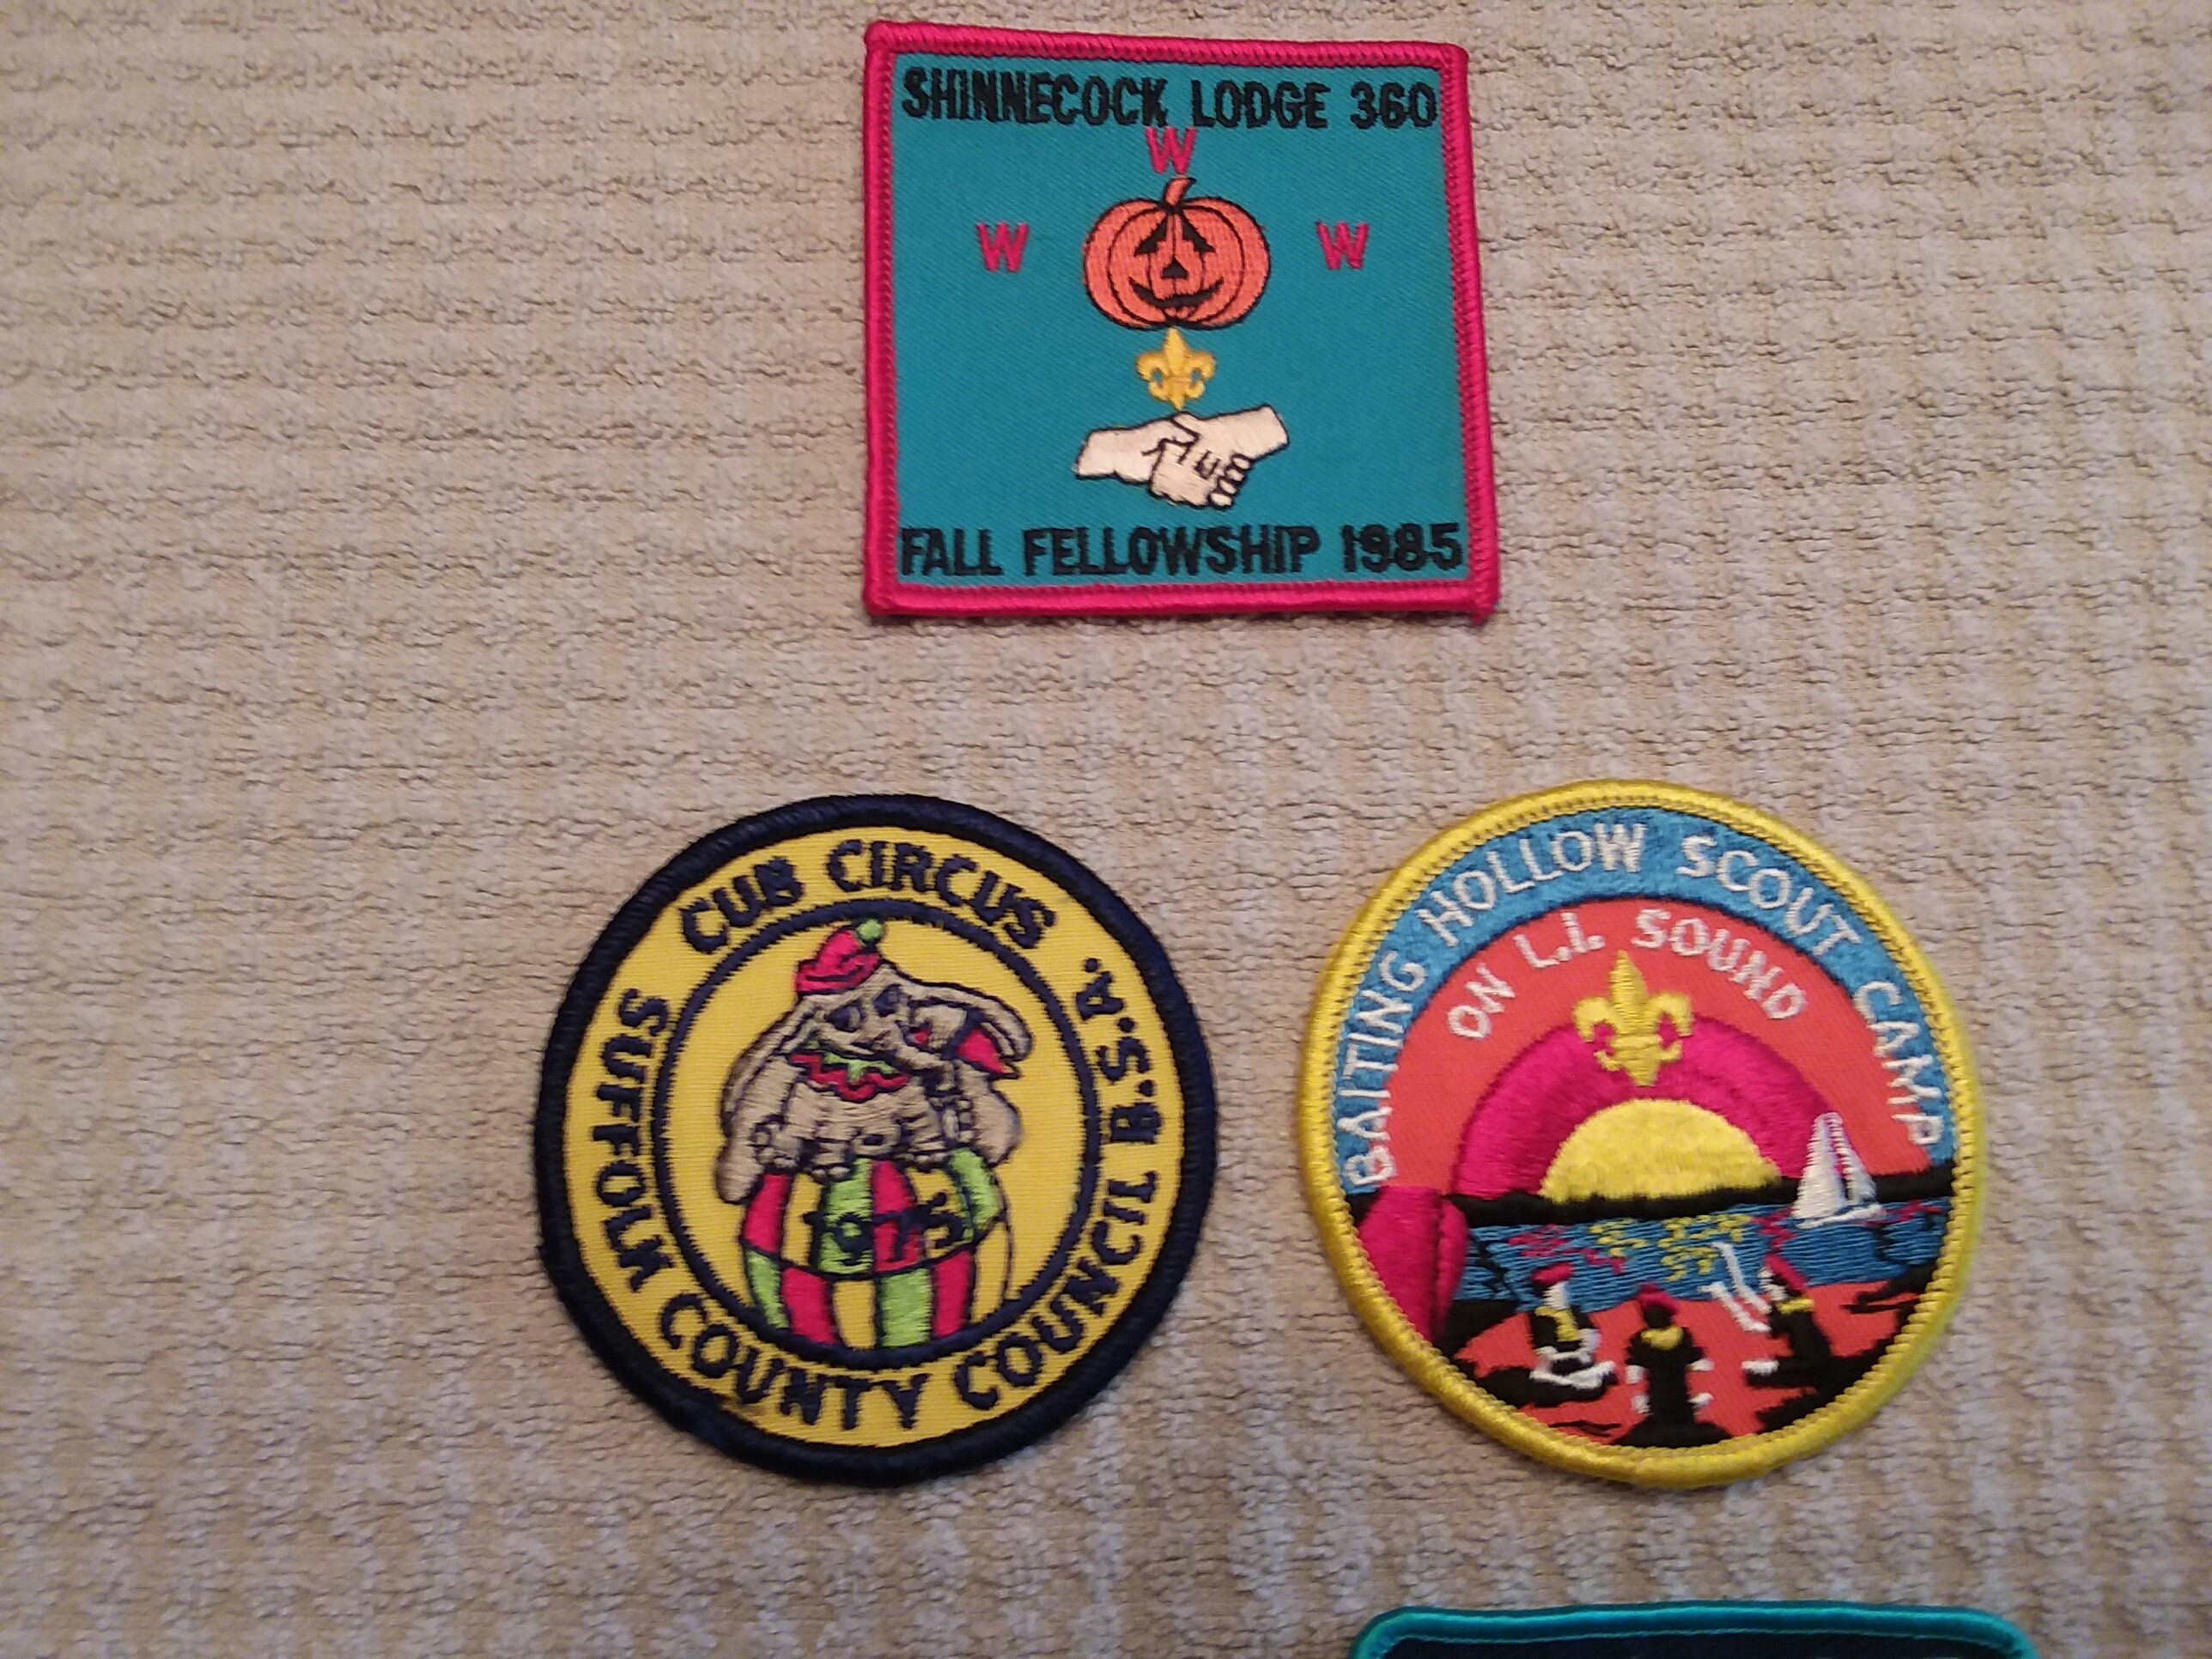 SHINNECOCK LODGE 360
W
W W
FALL FELLOWSHIP 1985
CUB CIRCUS
SUFFOLK COUNTY COUNCIL B.S.A.
1975
BAITING HOLLOW SCOUT CAMP
ON L.I. SOUND